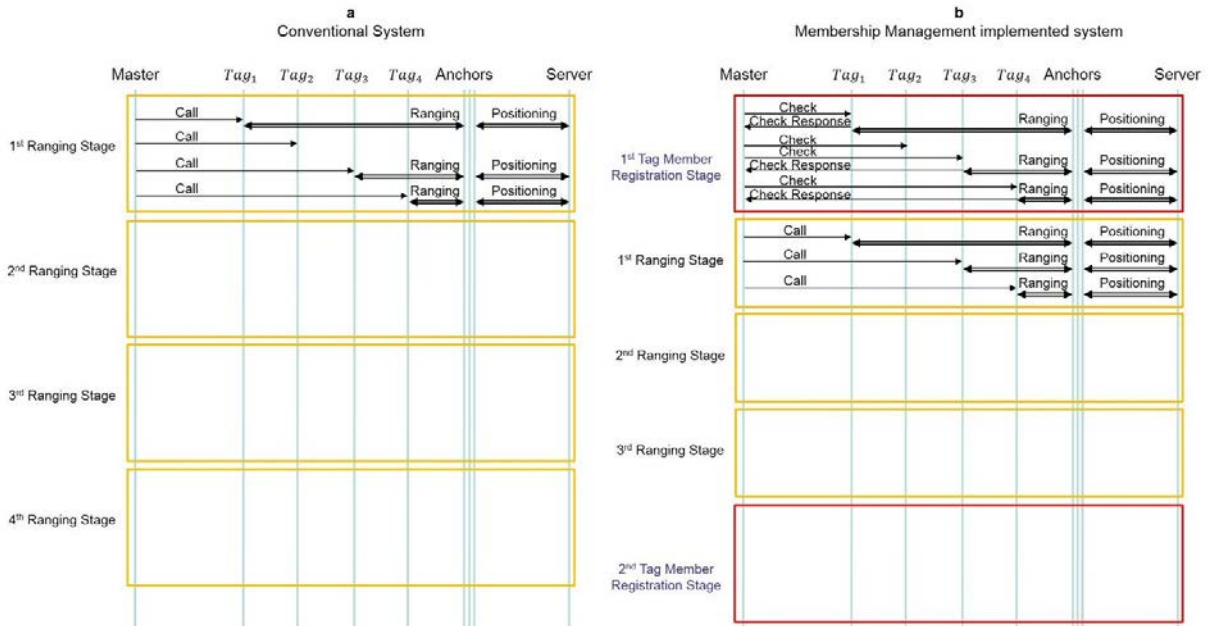 a
Conventional System
Master Tag₁ Tag₂ Tag₃ Tag₄ Anchors Server
1st Ranging Stage
Call Ranging Positioning
Call
Call Ranging Positioning
Call Ranging Positioning
2nd Ranging Stage
3rd Ranging Stage
4th Ranging Stage
b
Membership Management implemented system
Master Tag₁ Tag₂ Tag₃ Tag₄ Anchors Server
1st Tag Member
Registration Stage
Check
Check Response Ranging Positioning
Check
Check
Check Response Ranging Positioning
Check
Check Response Ranging Positioning
1st Ranging Stage
Call Ranging Positioning
Call Ranging Positioning
Call Ranging Positioning
2nd Ranging Stage
3rd Ranging Stage
2nd Tag Member
Registration Stage